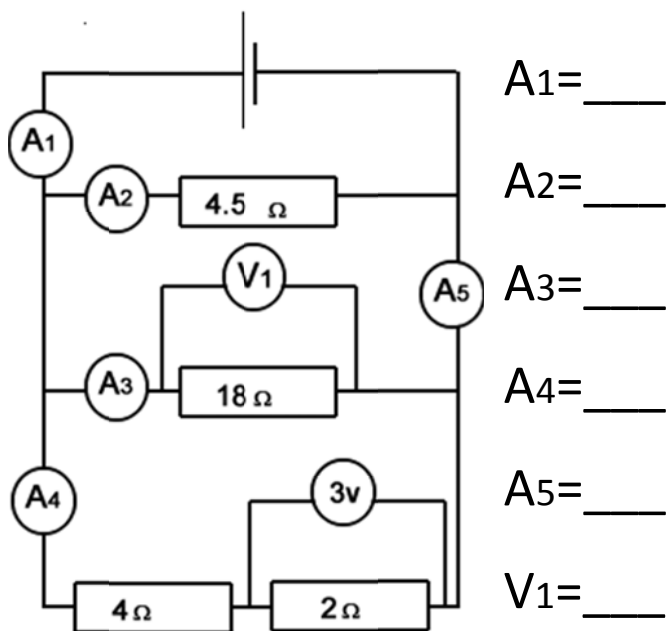 A1
A1=___
A2
4.5 Ω
A2=___
V1
A5
A3=___
A3
18 Ω
A4=___
A4
3v
A5=___
4 Ω
2 Ω
V1=___